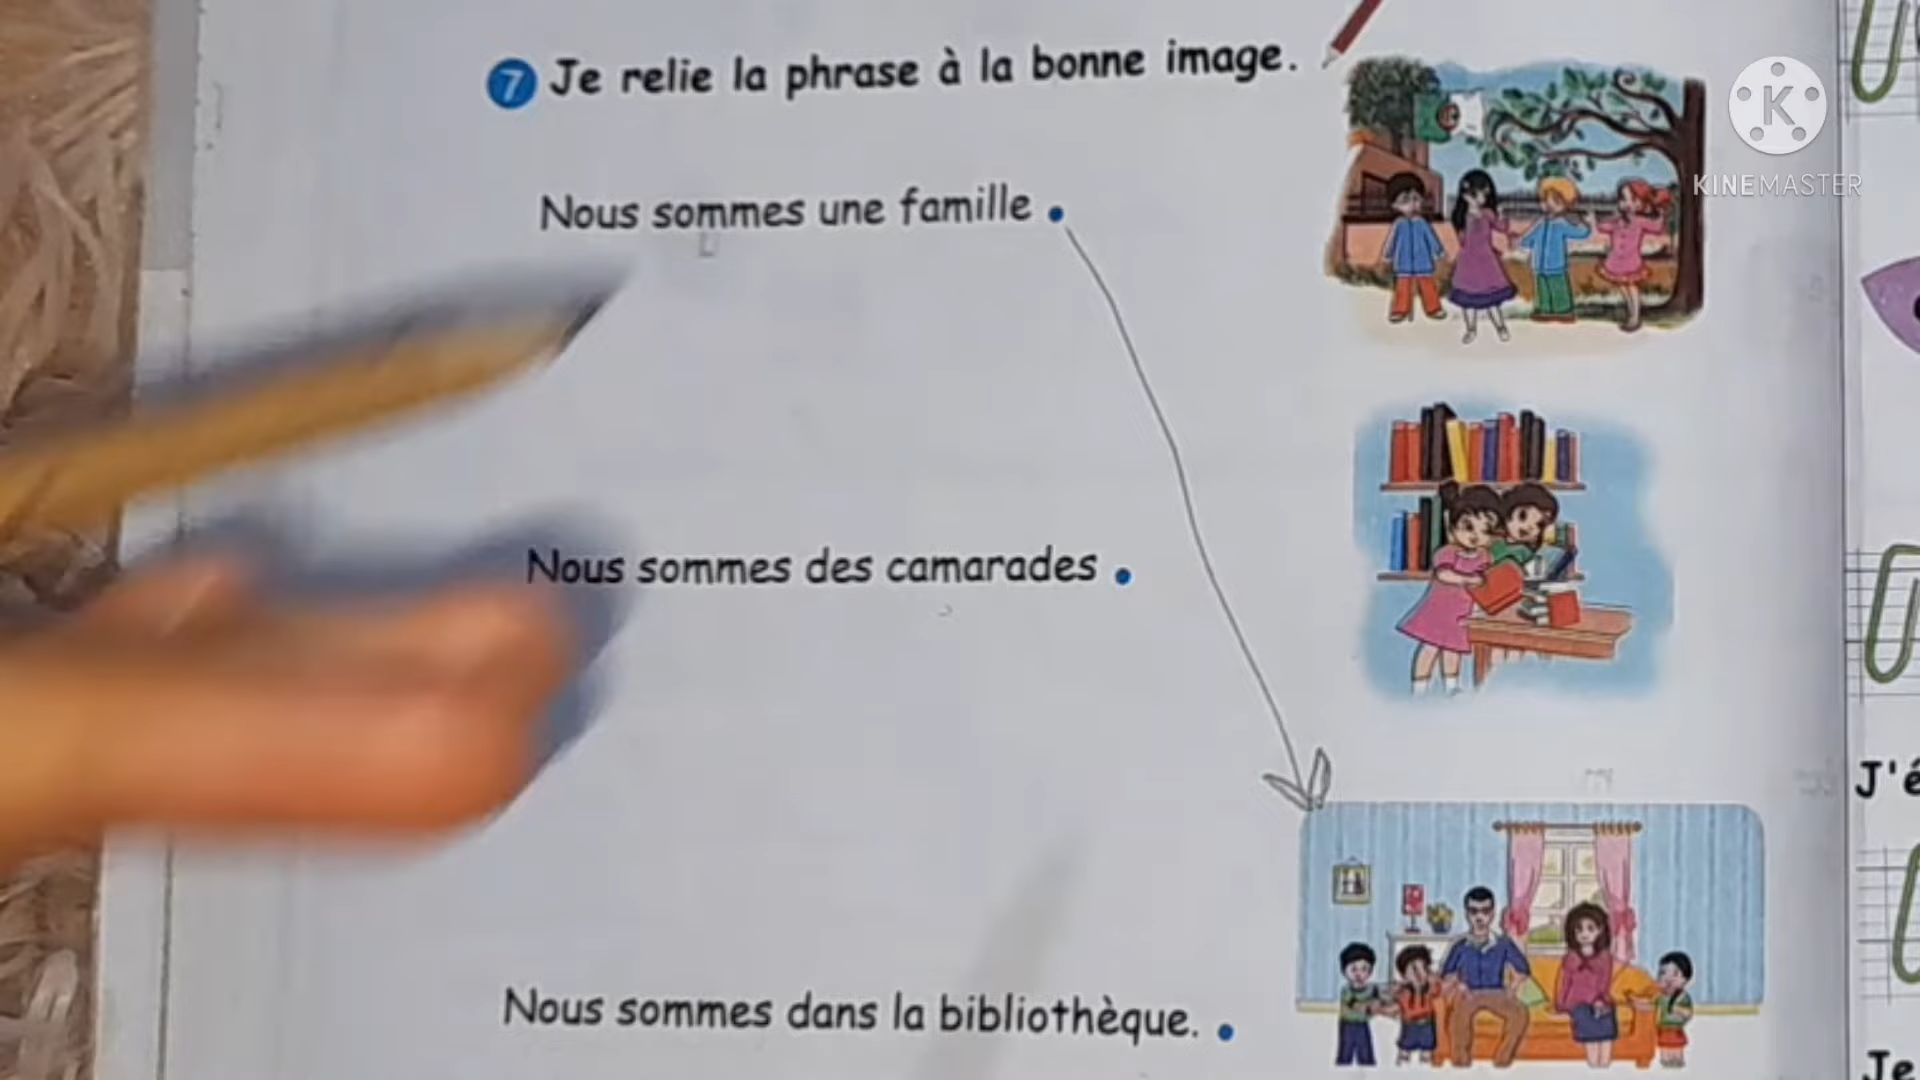 7 Je relie la phrase à la bonne image.
K
KINEMASTER
Nous sommes une famille
Nous sommes des camarades
J'é
Nous sommes dans la bibliothèque.
Je